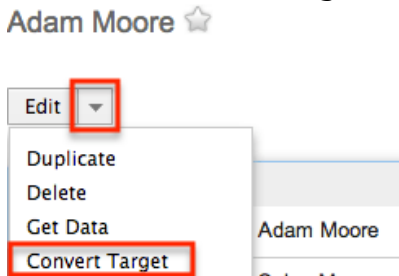 Adam Moore
Edit
Duplicate
Delete
Get Data
Adam Moore
Convert Target